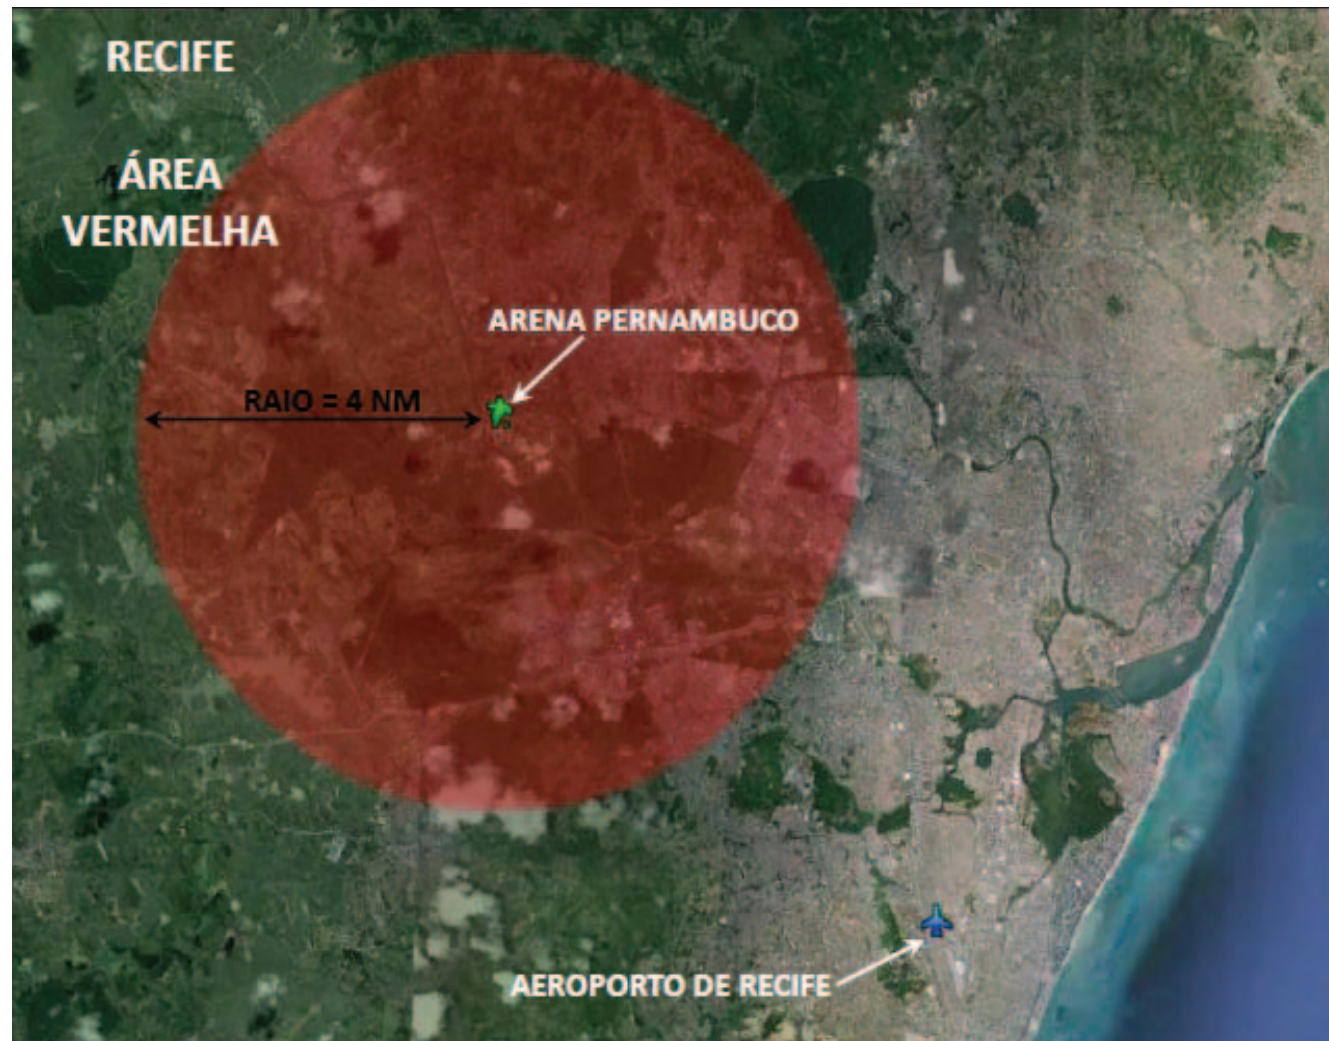 RECIFE
ÁREA
VERMELHA
ARENA PERNAMBUCO
RAIO = 4 NM
AEROPORTO DE RECIFE